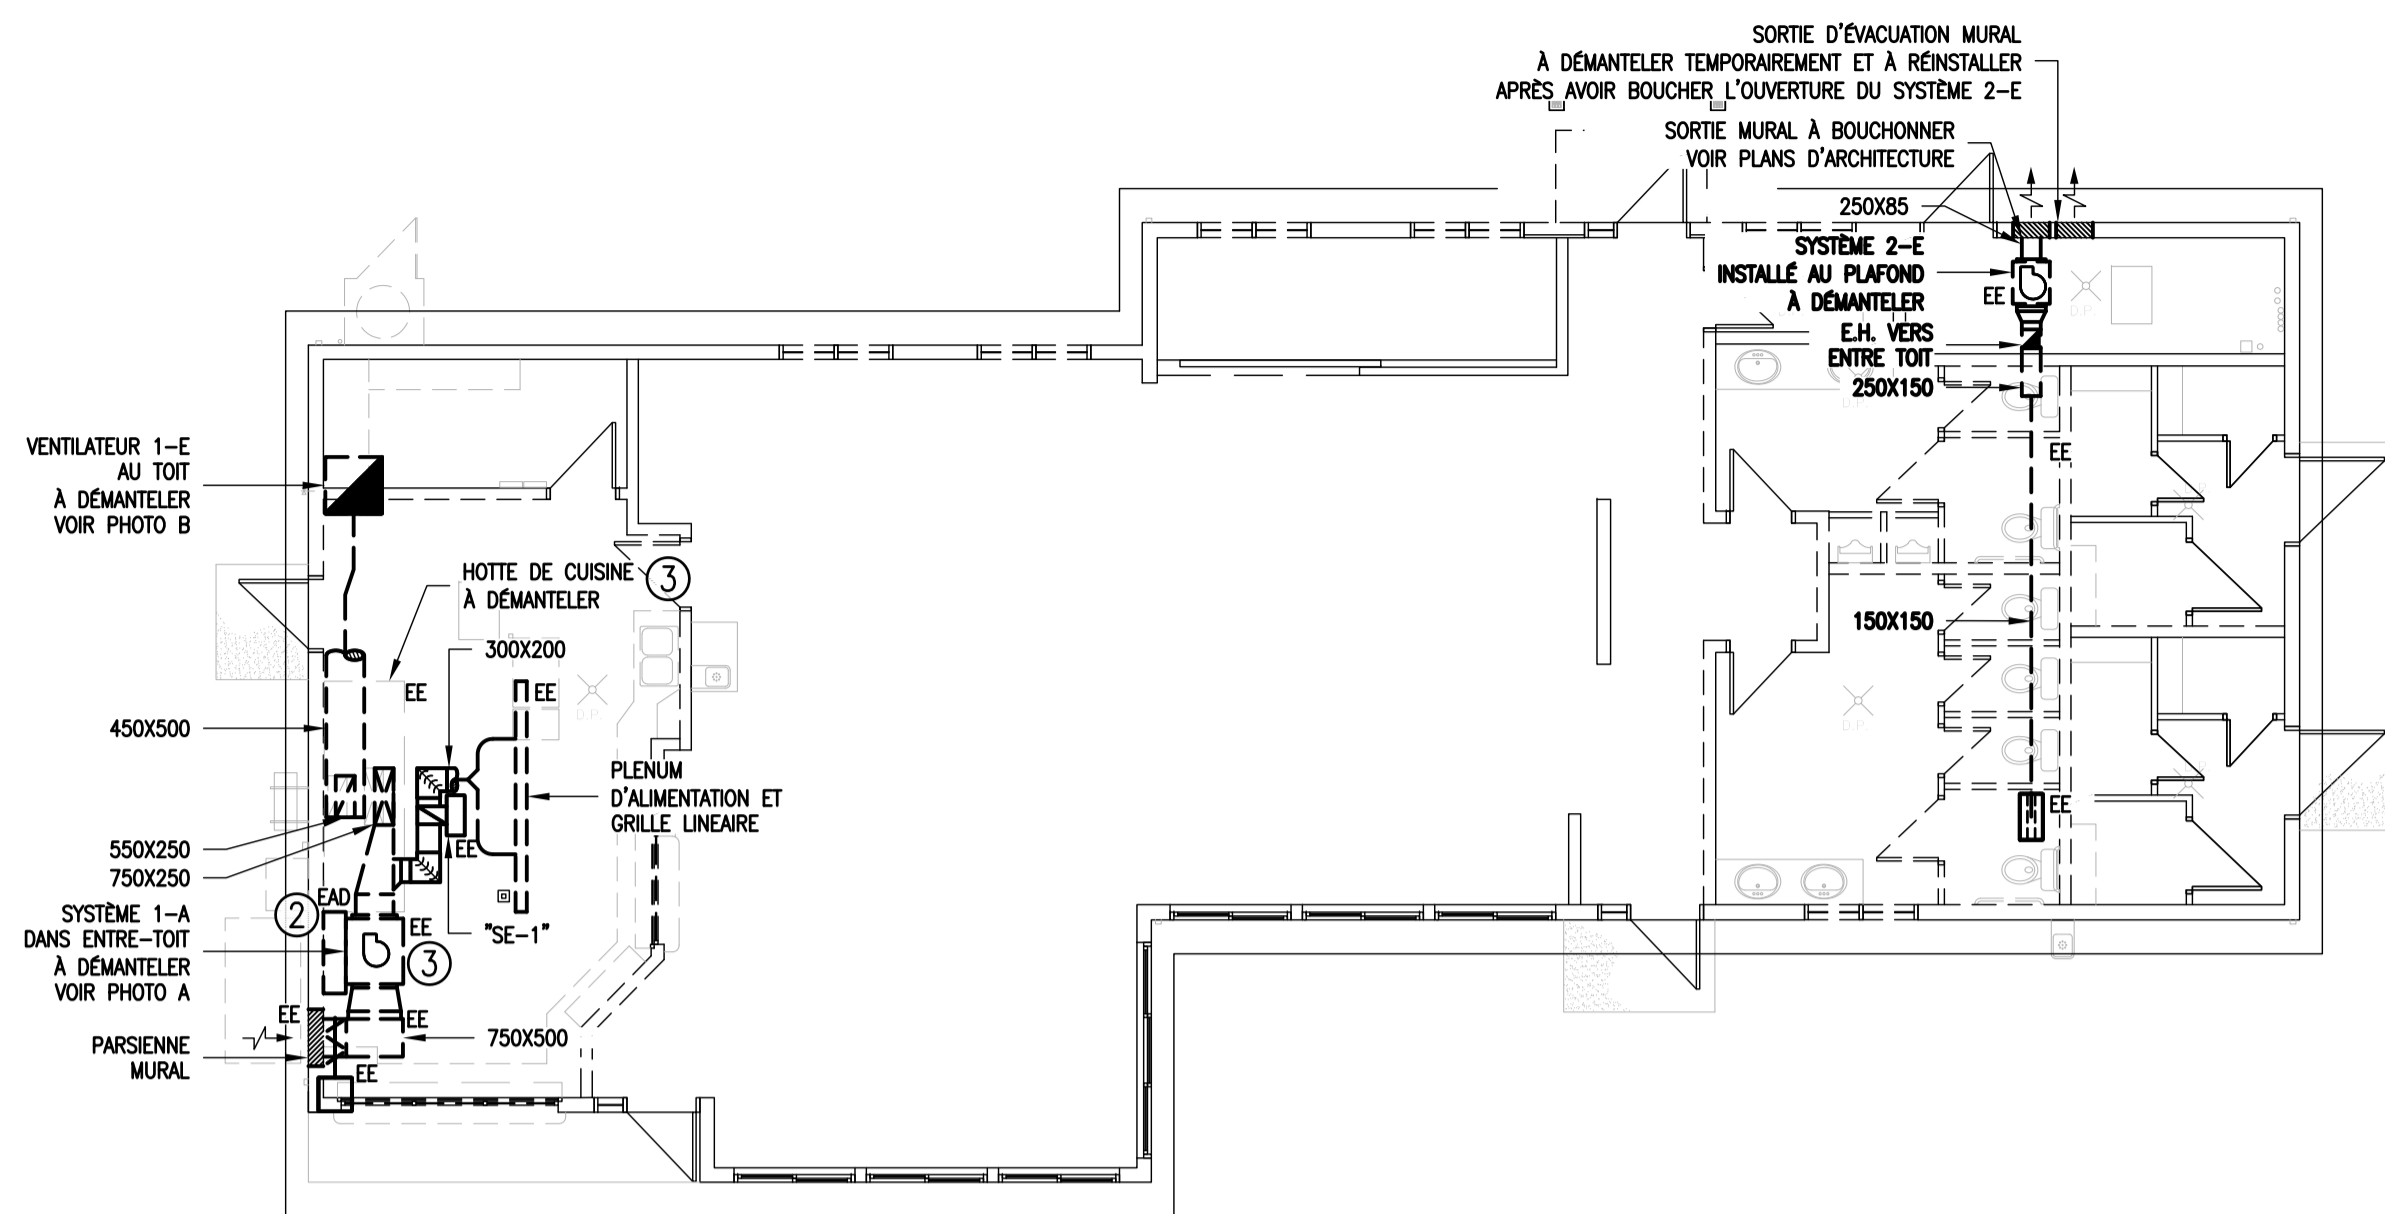 SORTIE D'ÉVACUATION MURAL
À DÉMANTELER TEMPORAIREMENT ET À RÉINSTALLER
APRÈS AVOIR BOUCHER L'OUVERTURE DU SYSTÈME 2-E
SORTIE MURAL À BOUCHONNER
VOIR PLANS D'ARCHITECTURE
250X85
SYSTÈME 2-E
INSTALLÉ AU PLAFOND
À DÉMANTELER
EE
D.P.
E.H. VERS
ENTRE TOIT
250X150
D.P.
EE
VENTILATEUR 1-E
AU TOIT
À DÉMANTELER
VOIR PHOTO B
HOTTE DE CUISINE
À DÉMANTELER
3
300X200
EE
EE
D.P.
450X500
150X150
D.P.
PLENUM
D'ALIMENTATION ET
GRILLE LINEAIRE
EE
550X250
750X250
EE
2
EAD
SYSTÈME 1-A
DANS ENTRE-TOIT
À DÉMANTELER
VOIR PHOTO A
EE
3
"SE-1"
EE
EE
750X500
PARSIENNE
MURAL
EE